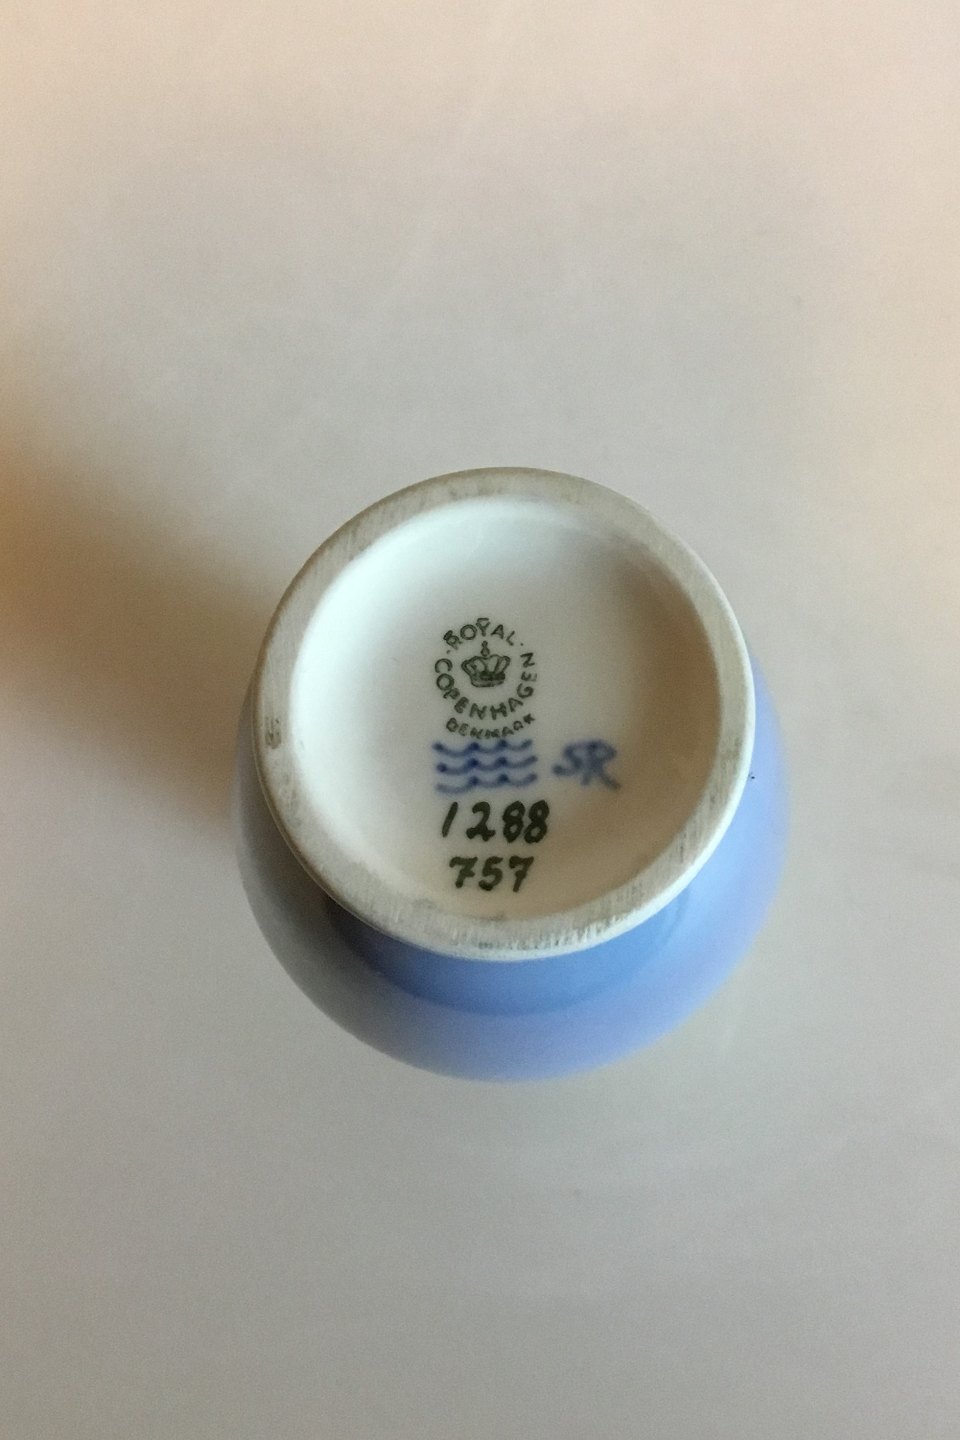 ROYAL
COPENHAGEN
DENMARK
SR
1288
757